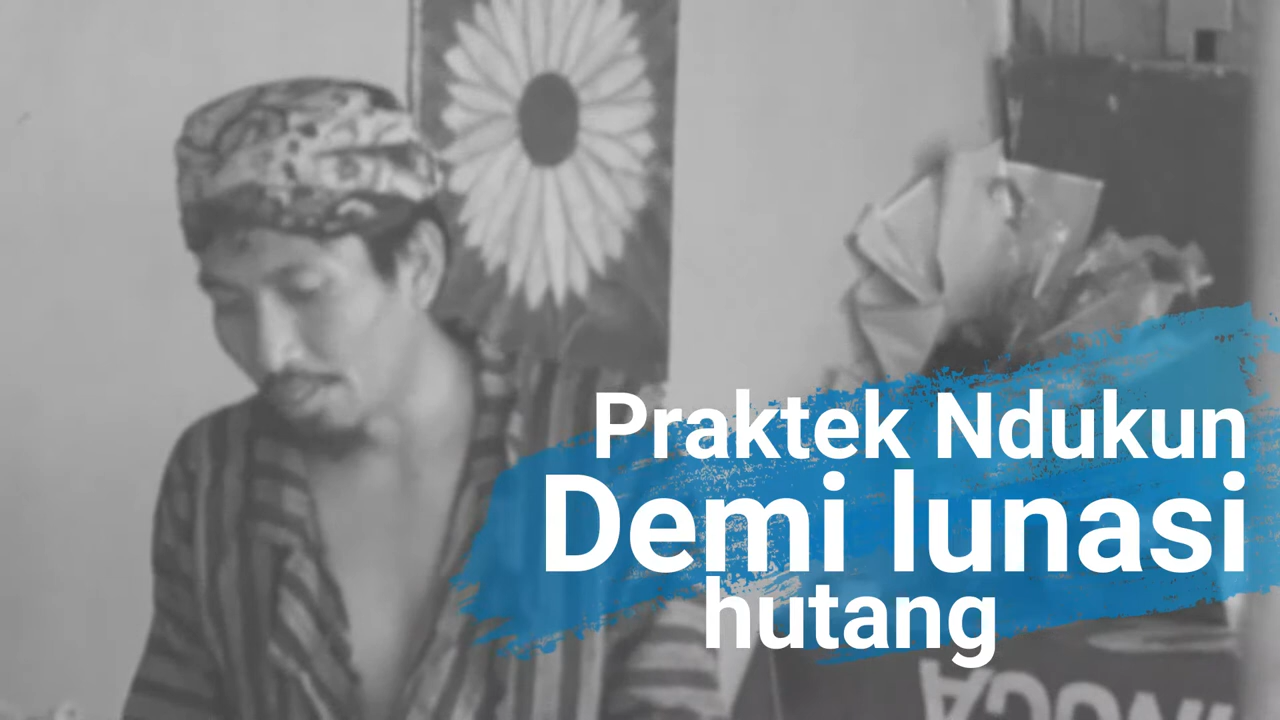 Praktek Ndukun
Demi lunasi
hutang